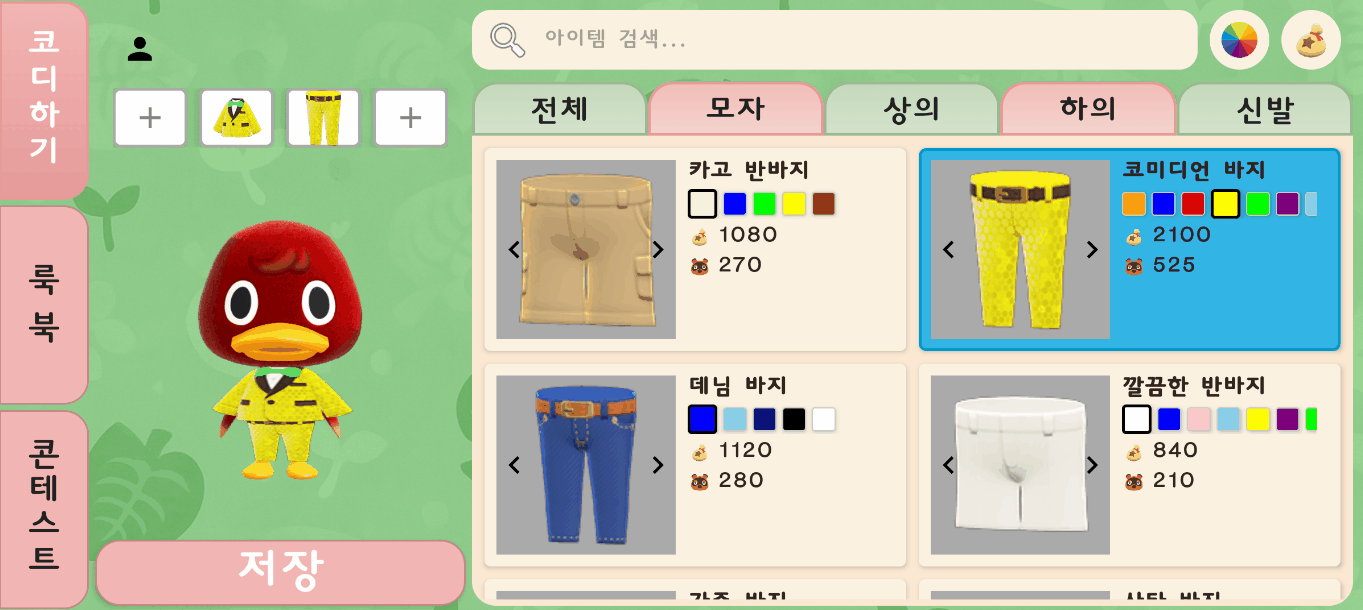 코디하기
룩북
콘테스트
아이템 검색...
전체 모자 상의 하의 신발
카고 반바지
1080
270
코미디언 바지
2100
525
데님 바지
1120
280
깔끔한 반바지
840
210
저장